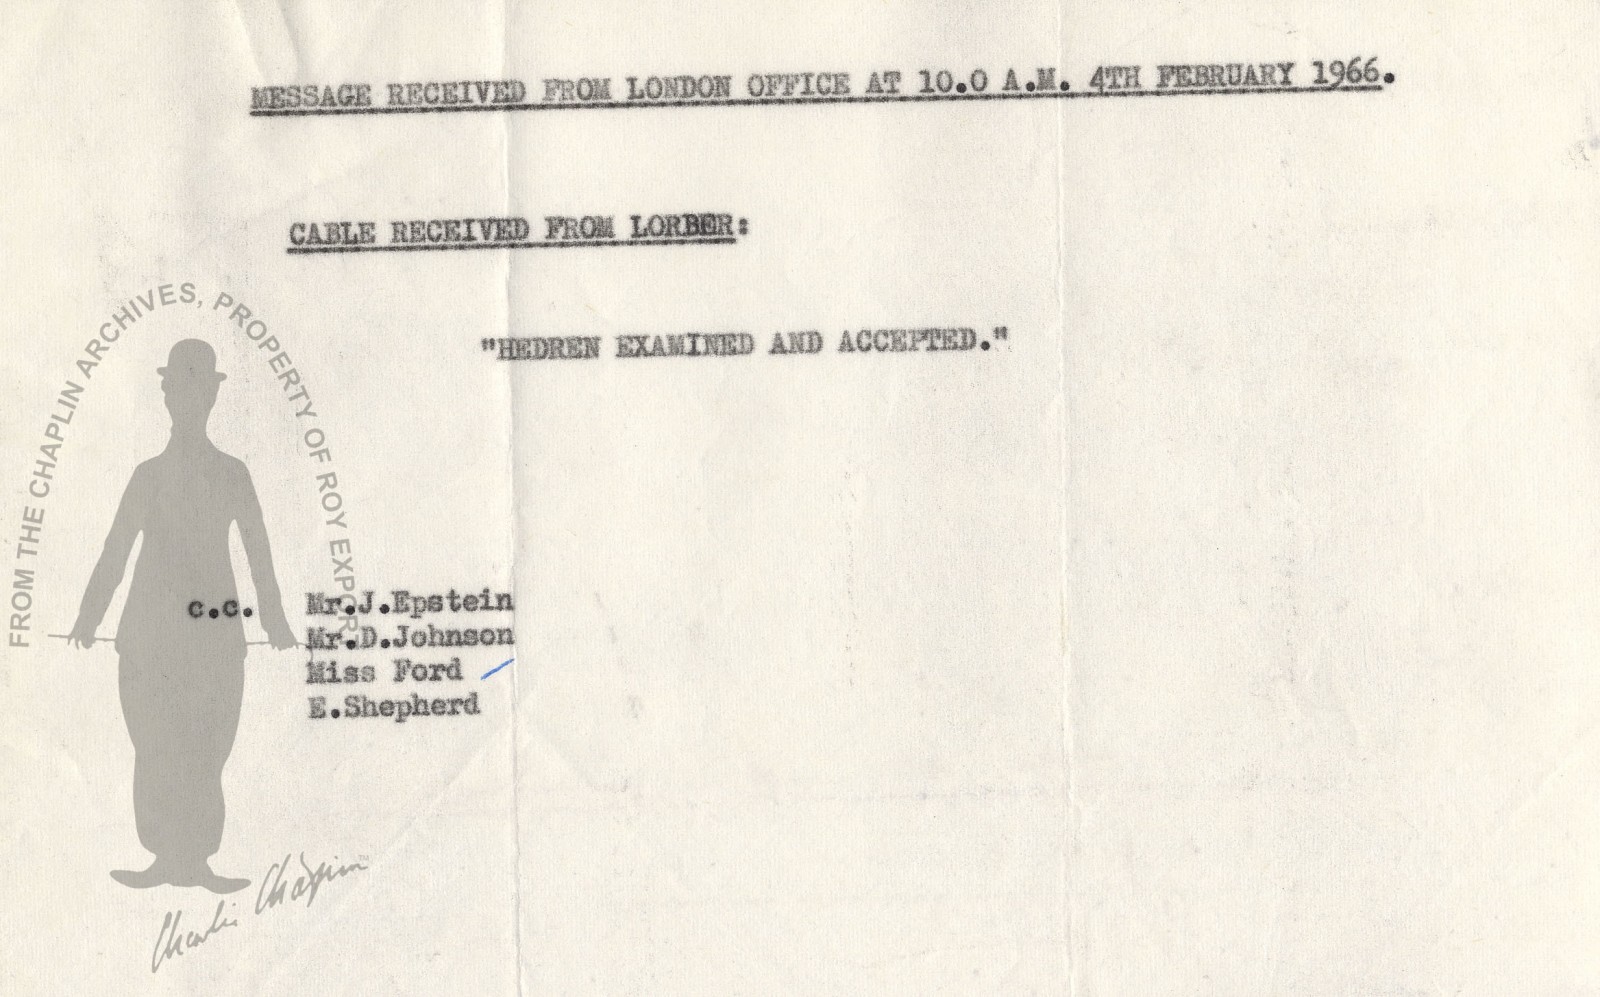 MESSAGE RECEIVED FROM LONDON OFFICE AT 10.0 A.M. 4TH FEBRUARY 1966.
CABLE RECEIVED FROM LORBER:
"HEDREN EXAMINED AND ACCEPTED."
FROM THE CHAPLIN ARCHIVES, PROPERTY OF ROY EXPORT
c.c. Mr.J.Epstein
Mr.D.Johnson
Miss Ford
E.Shepherd
Charlie Chaplin™